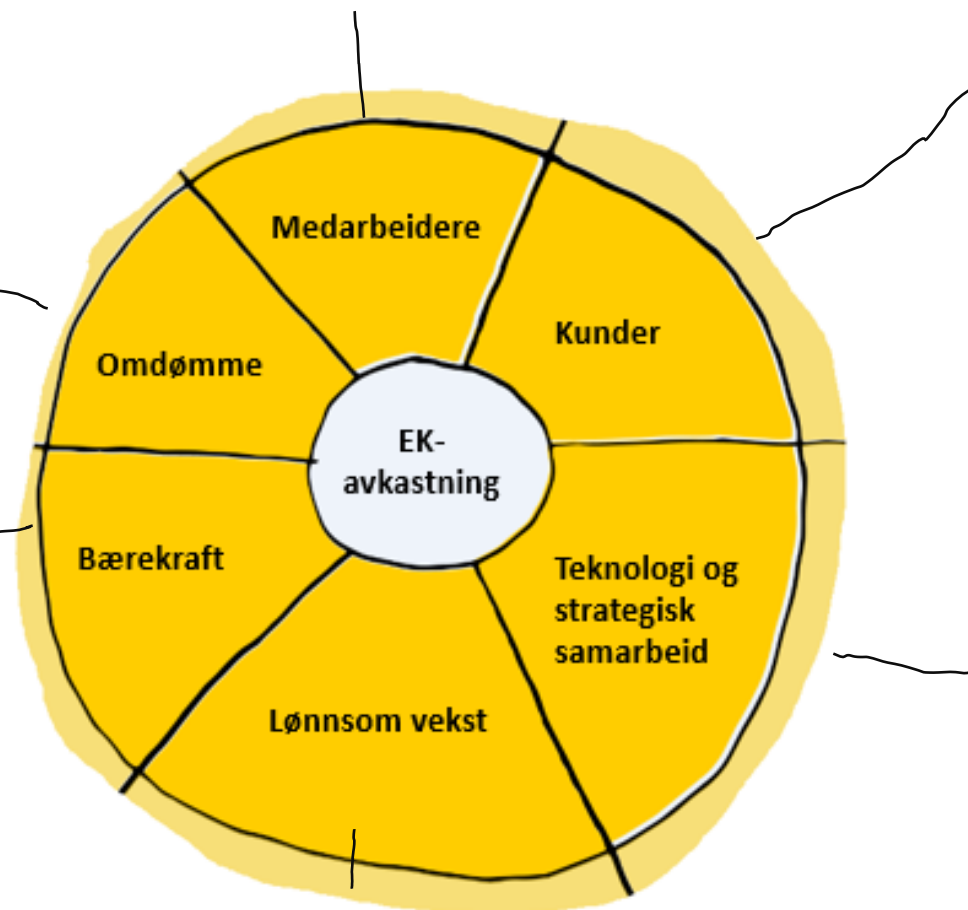 Medarbeidere
Kunder
Omdømme
EK-
avkastning
Bærekraft
Teknologi og
strategisk
samarbeid
Lønnsom vekst